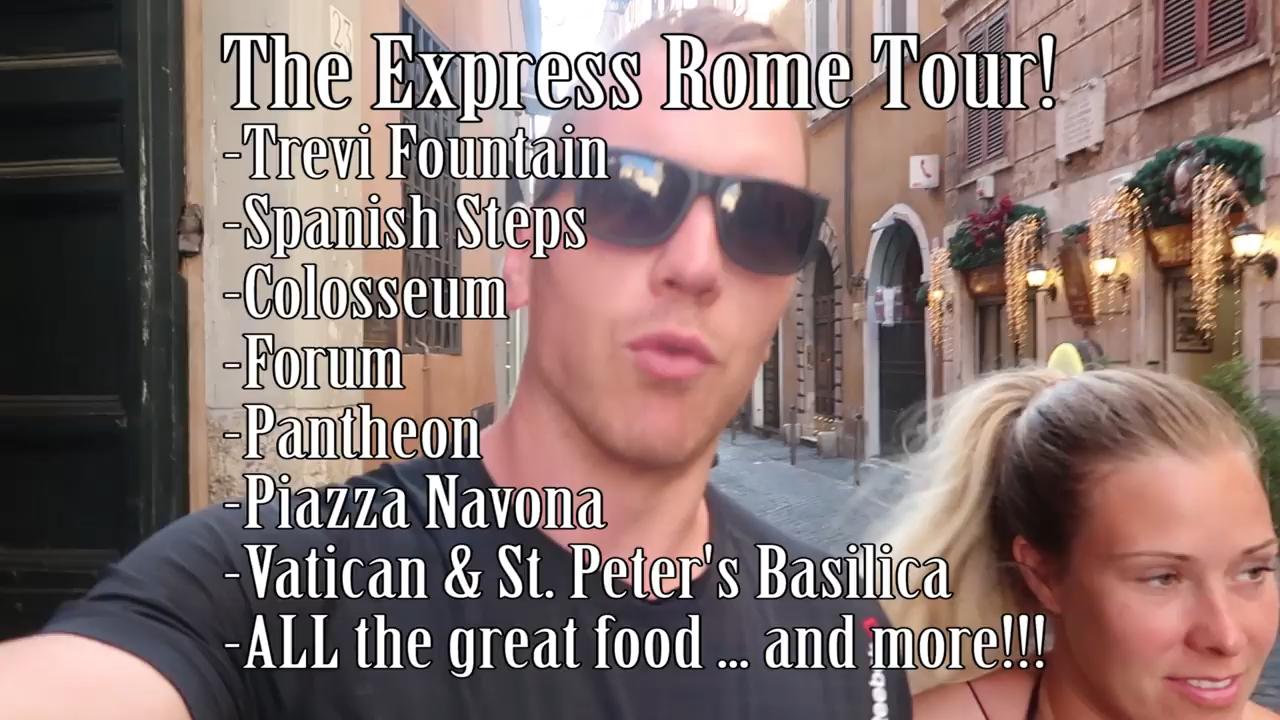 23
The Express Rome Tour!
-Trevi Fountain
-Spanish Steps
-Colosseum
-Forum
-Pantheon
-Piazza Navona
-Vatican & St. Peter's Basilica
-ALL the great food ... and more!!!